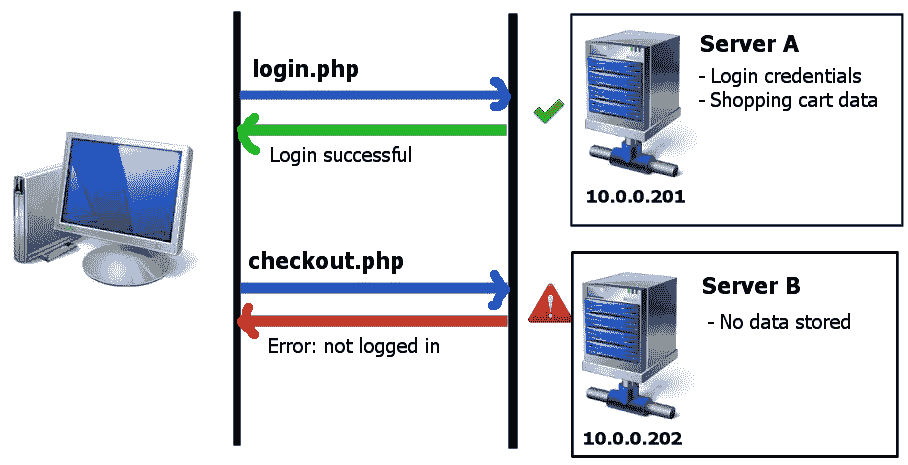 login.php
Login successful
Server A
- Login credentials
- Shopping cart data
10.0.0.201
checkout.php
Error: not logged in
!
Server B
- No data stored
10.0.0.202